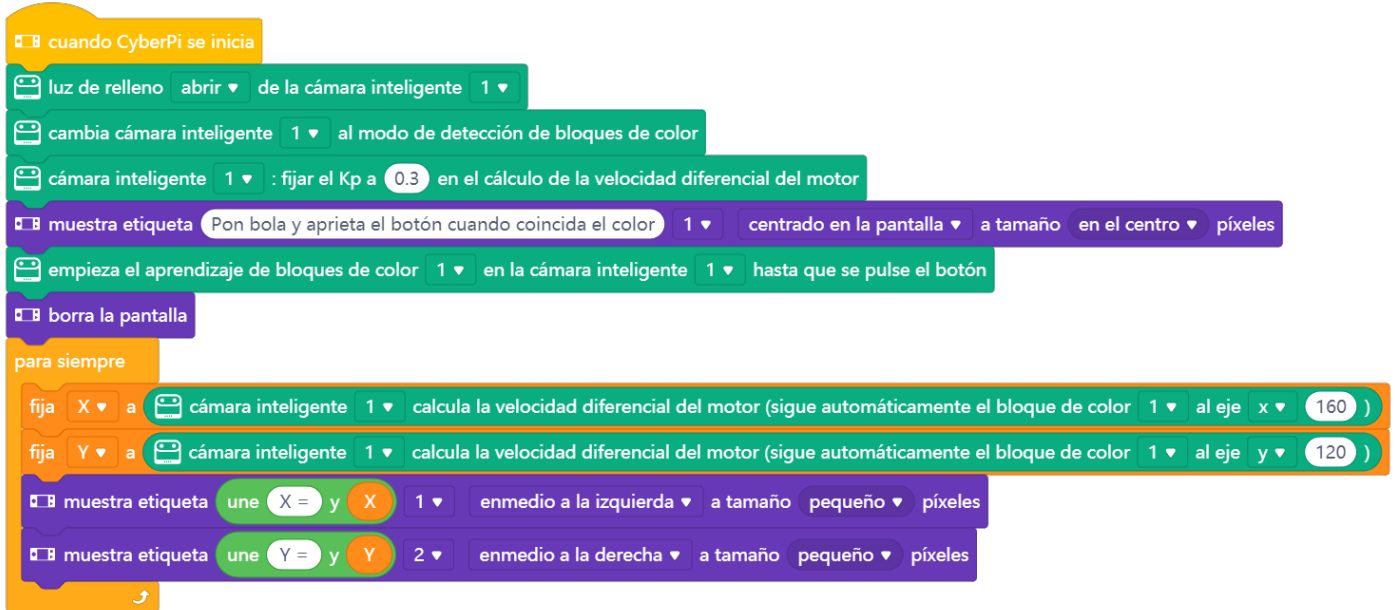 cuando CyberPi se inicia
luz de relleno abrir de la cámara inteligente 1
cambia cámara inteligente 1 al modo de detección de bloques de color
cámara inteligente 1 : fijar el Kp a 0.3 en el cálculo de la velocidad diferencial del motor
muestra etiqueta Pon bola y aprieta el botón cuando coincida el color 1 centrado en la pantalla a tamaño en el centro píxeles
empieza el aprendizaje de bloques de color 1 en la cámara inteligente 1 hasta que se pulse el botón
borra la pantalla
para siempre
fija X a cámara inteligente 1 calcula la velocidad diferencial del motor (sigue automáticamente el bloque de color 1 al eje x 160 )
fija Y a cámara inteligente 1 calcula la velocidad diferencial del motor (sigue automáticamente el bloque de color 1 al eje y 120 )
muestra etiqueta une X = y X 1 enmedio a la izquierda a tamaño pequeño píxeles
muestra etiqueta une Y = y Y 2 enmedio a la derecha a tamaño pequeño píxeles